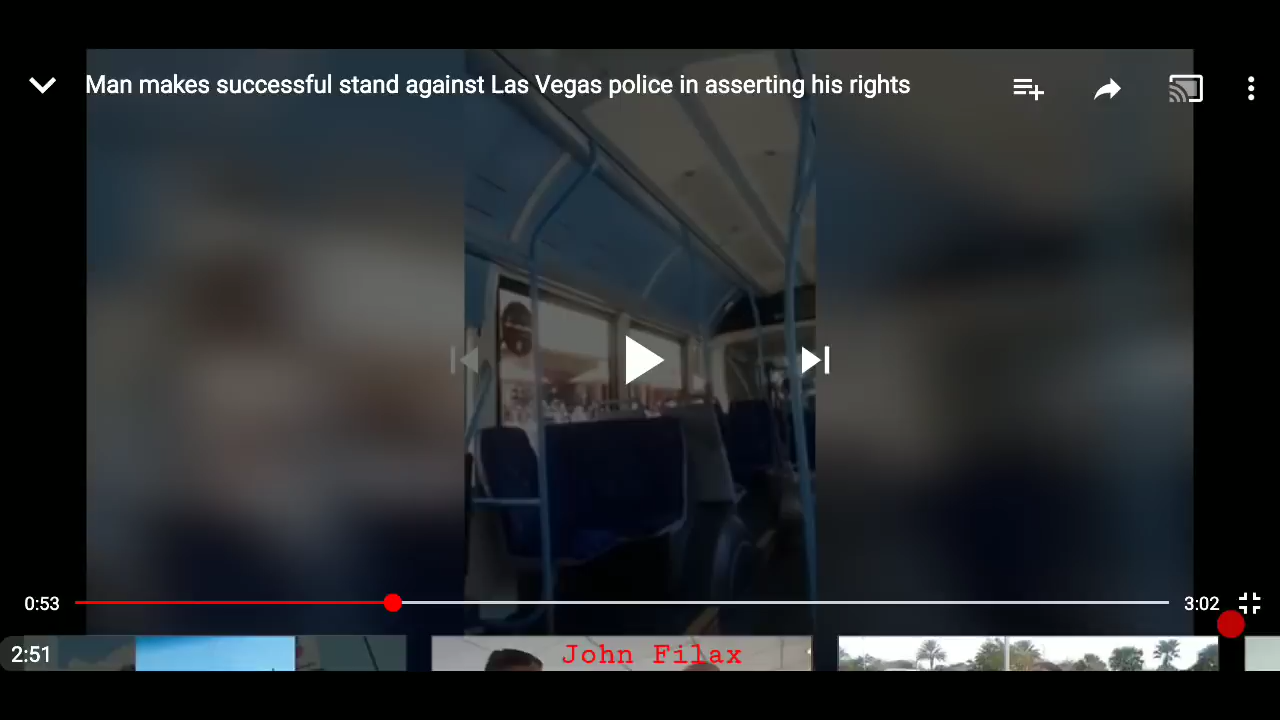 Man makes successful stand against Las Vegas police in asserting his rights
0:53
3:02
2:51
John Filax